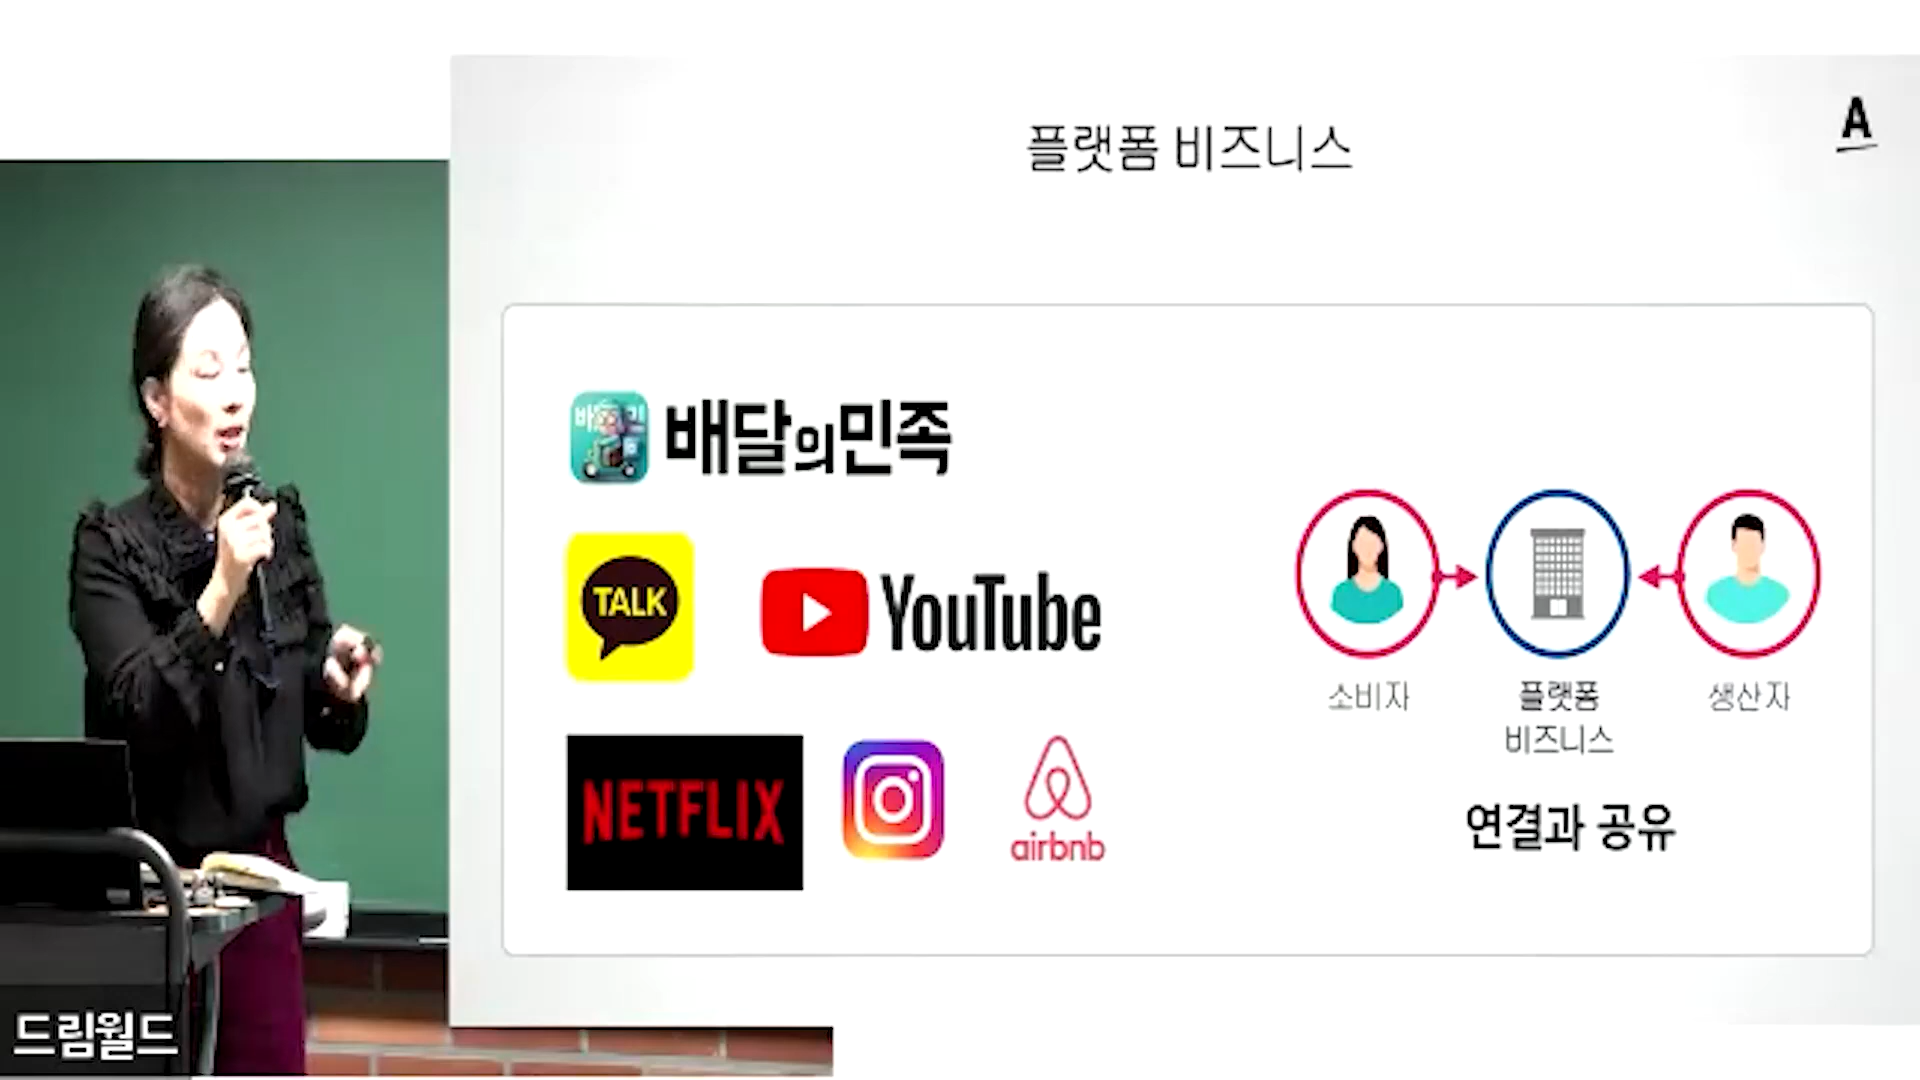 플랫폼 비즈니스
A
배달의민족
TALK
YouTube
NETFLIX
airbnb
소비자
플랫폼
비즈니스
생산자
연결과 공유
드림월드